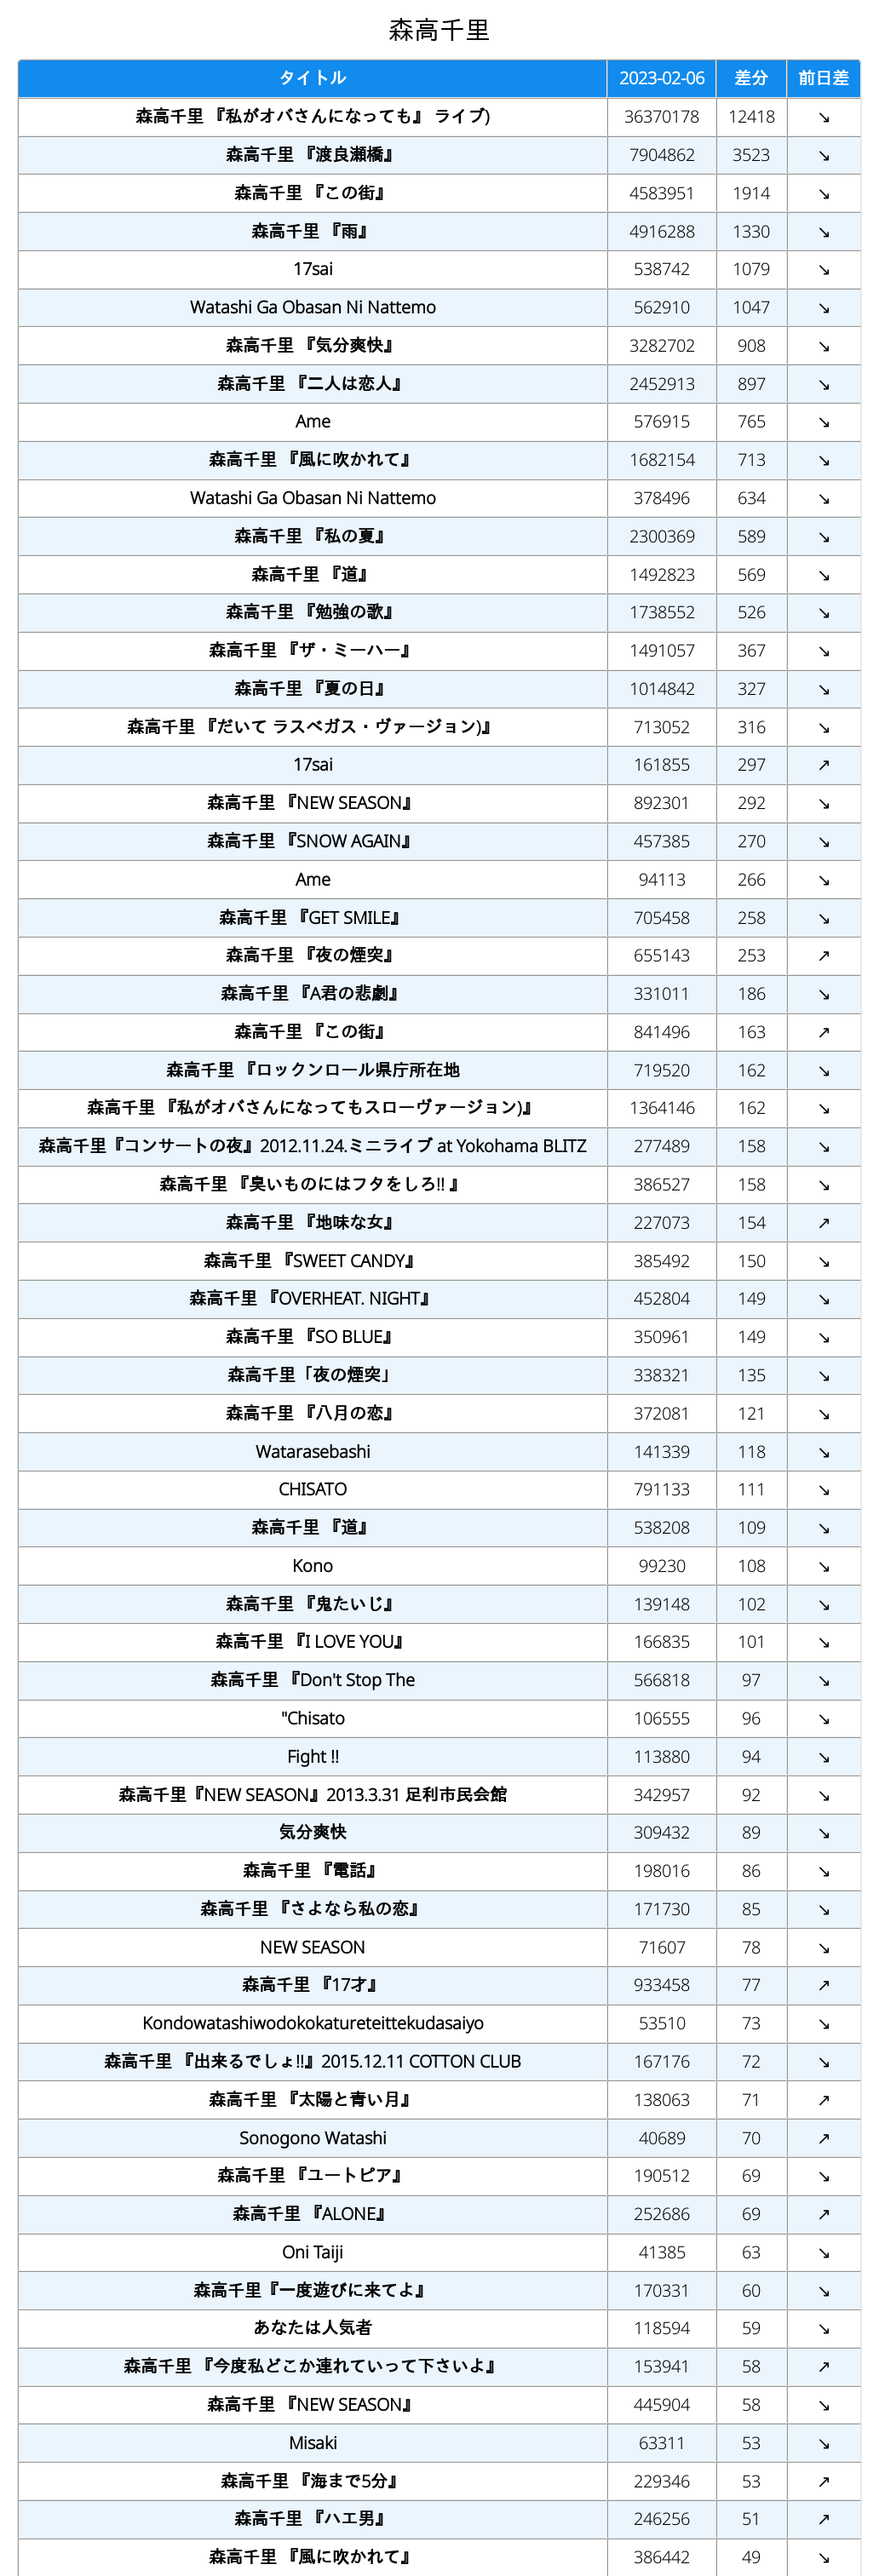 森高千里
タイトル 2023-02-06 差分 前日差
森高千里 『私がオバさんになっても』 ライブ) 36370178 12418 ↘
森高千里 『渡良瀬橋』 7904862 3523 ↘
森高千里 『この街』 4583951 1914 ↘
森高千里 『雨』 4916288 1330 ↘
17sai 538742 1079 ↘
Watashi Ga Obasan Ni Nattemo 562910 1047 ↘
森高千里 『気分爽快』 3282702 908 ↘
森高千里 『二人は恋人』 2452913 897 ↘
Ame 576915 765 ↘
森高千里 『風に吹かれて』 1682154 713 ↘
Watashi Ga Obasan Ni Nattemo 378496 634 ↘
森高千里 『私の夏』 2300369 589 ↘
森高千里 『道』 1492823 569 ↘
森高千里 『勉強の歌』 1738552 526 ↘
森高千里 『ザ・ミーハー』 1491057 367 ↘
森高千里 『夏の日』 1014842 327 ↘
森高千里 『だいて ラスベガス・ヴァージョン)』 713052 316 ↘
17sai 161855 297 ↗
森高千里 『NEW SEASON』 892301 292 ↘
森高千里 『SNOW AGAIN』 457385 270 ↘
Ame 94113 266 ↘
森高千里 『GET SMILE』 705458 258 ↘
森高千里 『夜の煙突』 655143 253 ↗
森高千里 『A君の悲劇』 331011 186 ↘
森高千里 『この街』 841496 163 ↗
森高千里 『ロックンロール県庁所在地 719520 162 ↘
森高千里 『私がオバさんになってもスローヴァージョン)』 1364146 162 ↘
森高千里『コンサートの夜』2012.11.24.ミニライブ at Yokohama BLITZ 277489 158 ↘
森高千里 『臭いものにはフタをしろ!! 』 386527 158 ↘
森高千里 『地味な女』 227073 154 ↗
森高千里 『SWEET CANDY』 385492 150 ↘
森高千里 『OVERHEAT. NIGHT』 452804 149 ↘
森高千里 『SO BLUE』 350961 149 ↘
森高千里「夜の煙突」 338321 135 ↘
森高千里 『八月の恋』 372081 121 ↘
Watarasebashi 141339 118 ↘
CHISATO 791133 111 ↘
森高千里 『道』 538208 109 ↘
Kono 99230 108 ↘
森高千里 『鬼たいじ』 139148 102 ↘
森高千里 『I LOVE YOU』 166835 101 ↘
森高千里 『Don't Stop The 566818 97 ↘
"Chisato 106555 96 ↘
Fight !! 113880 94 ↘
森高千里『NEW SEASON』2013.3.31 足利市民会館 342957 92 ↘
気分爽快 309432 89 ↘
森高千里 『電話』 198016 86 ↘
森高千里 『さよなら私の恋』 171730 85 ↘
NEW SEASON 71607 78 ↘
森高千里 『17才』 933458 77 ↗
Kondowatashiwodokokatureteittekudasaiyo 53510 73 ↘
森高千里 『出来るでしょ!!』2015.12.11 COTTON CLUB 167176 72 ↘
森高千里 『太陽と青い月』 138063 71 ↗
Sonogono Watashi 40689 70 ↗
森高千里 『ユートピア』 190512 69 ↘
森高千里 『ALONE』 252686 69 ↗
Oni Taiji 41385 63 ↘
森高千里『一度遊びに来てよ』 170331 60 ↘
あなたは人気者 118594 59 ↘
森高千里 『今度私どこか連れていって下さいよ』 153941 58 ↗
森高千里 『NEW SEASON』 445904 58 ↘
Misaki 63311 53 ↘
森高千里 『海まで5分』 229346 53 ↗
森高千里 『ハエ男』 246256 51 ↗
森高千里 『風に吹かれて』 386442 49 ↘